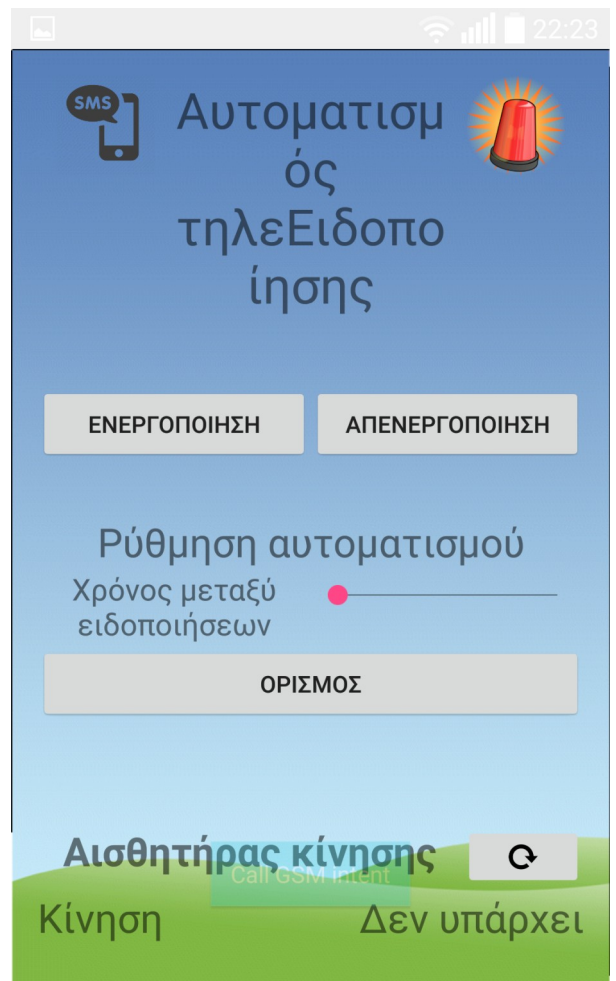 22:23
SMS
Αυτοματισμ
ός
τηλεΕιδοπο
ίησης
ΕΝΕΡΓΟΠΟΙΗΣΗ
ΑΠΕΝΕΡΓΟΠΟΙΗΣΗ
Ρύθμηση αυτοματισμού
Χρόνος μεταξύ
ειδοποιήσεων
ΟΡΙΣΜΟΣ
Αισθητήρας κίνησης
Call GSM intent
Κίνηση
Δεν υπάρχει